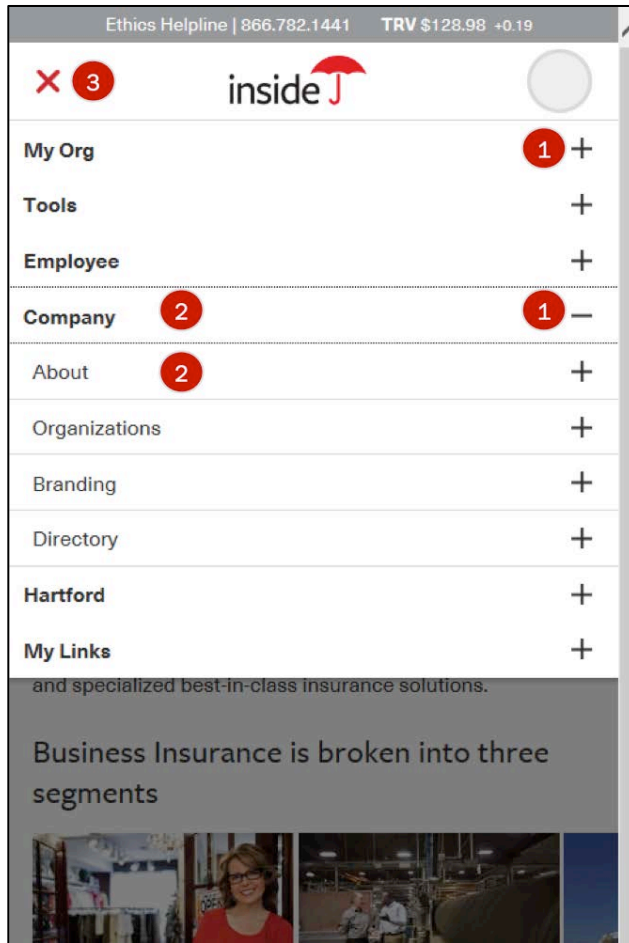 Ethics Helpline | 866.782.1441 TRV $128.98 +0.19
3 inside
My Org 1 +
Tools +
Employee +
Company 2 1 −
About 2 +
Organizations +
Branding +
Directory +
Hartford +
My Links +
and specialized best-in-class insurance solutions.
Business Insurance is broken into three
segments